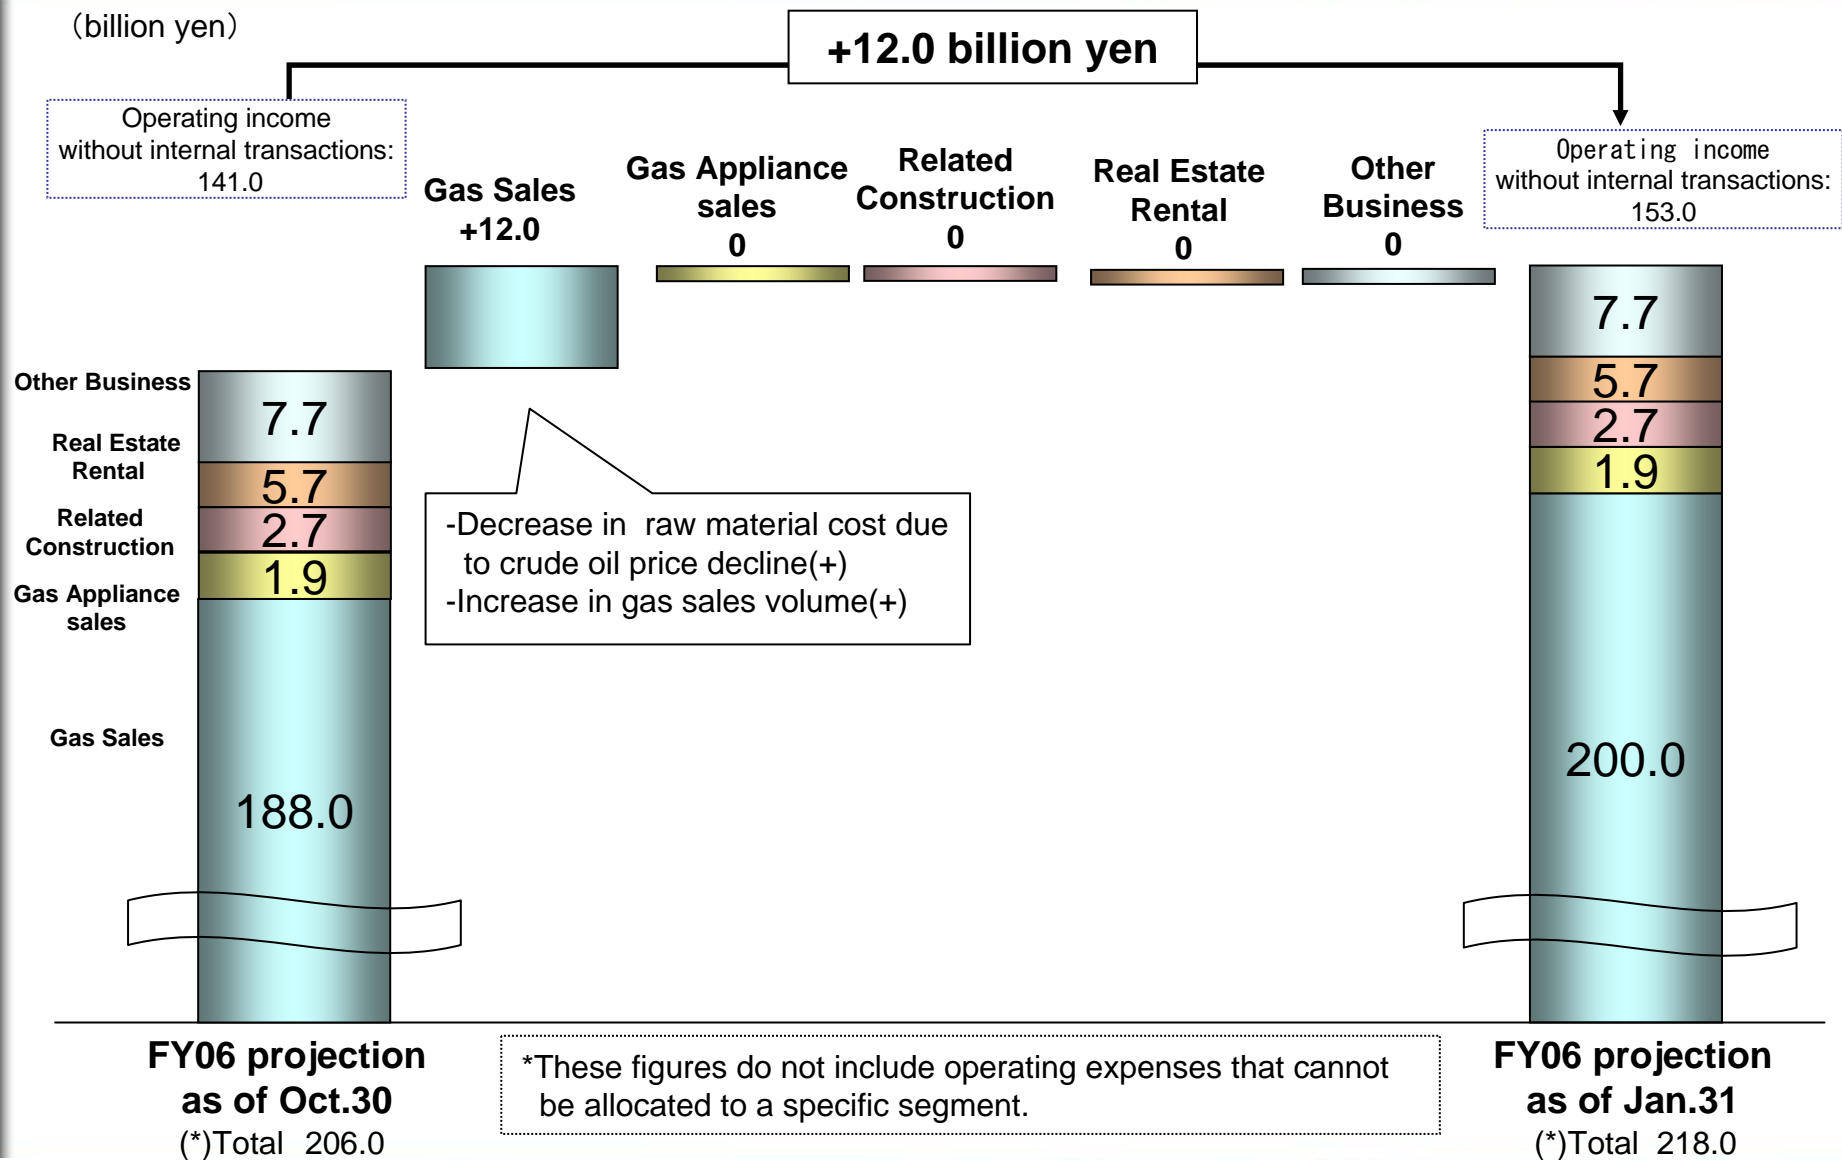 （billion yen）
+12.0 billion yen
Operating income
without internal transactions:
141.0
Gas Sales
+12.0
Gas Appliance
sales
0
Related
Construction
0
Real Estate
Rental
0
Other
Business
0
Operating income
without internal transactions:
153.0
Other Business
Real Estate
Rental
Related
Construction
Gas Appliance
sales
Gas Sales
7.7
5.7
2.7
1.9
188.0
-Decrease in raw material cost due
to crude oil price decline(+)
-Increase in gas sales volume(+)
7.7
5.7
2.7
1.9
200.0
FY06 projection
as of Oct.30
(*)Total 206.0
*These figures do not include operating expenses that cannot
be allocated to a specific segment.
FY06 projection
as of Jan.31
(*)Total 218.0